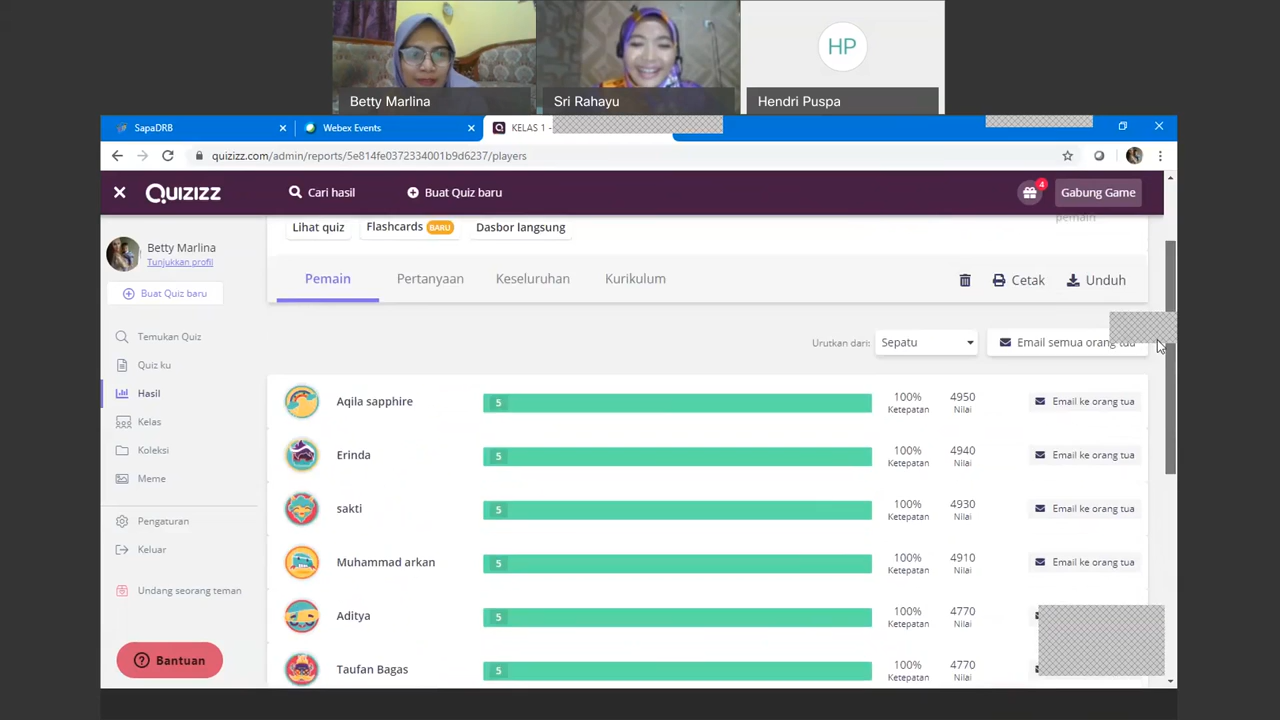 HP
Betty Marlina
Sri Rahayu
Hendri Puspa
SapaDRB
Webex Events
KELAS 1 -
quizizz.com/admin/reports/5e814fe0372334001b9d6237/players
QUIZIZZ
Cari hasil
Buat Quiz baru
4
Gabung Game
Betty Marlina
Tunjukkan profil
Buat Quiz baru
Temukan Quiz
Quiz ku
Hasil
Kelas
Koleksi
Meme
Pengaturan
Keluar
Undang seorang teman
Bantuan
Lihat quiz
Flashcards BARU
Dasbor langsung
pemain
Pemain
Pertanyaan
Keseluruhan
Kurikulum
Cetak
Unduh
Urutkan dari:
Sepatu
Email semua orang tua
Aqila sapphire
5
100%
Ketepatan
4950
Nilai
Email ke orang tua
Erinda
5
100%
Ketepatan
4940
Nilai
Email ke orang tua
sakti
5
100%
Ketepatan
4930
Nilai
Email ke orang tua
Muhammad arkan
5
100%
Ketepatan
4910
Nilai
Email ke orang tua
Aditya
5
100%
Ketepatan
4770
Nilai
Taufan Bagas
5
100%
Ketepatan
4770
Nilai